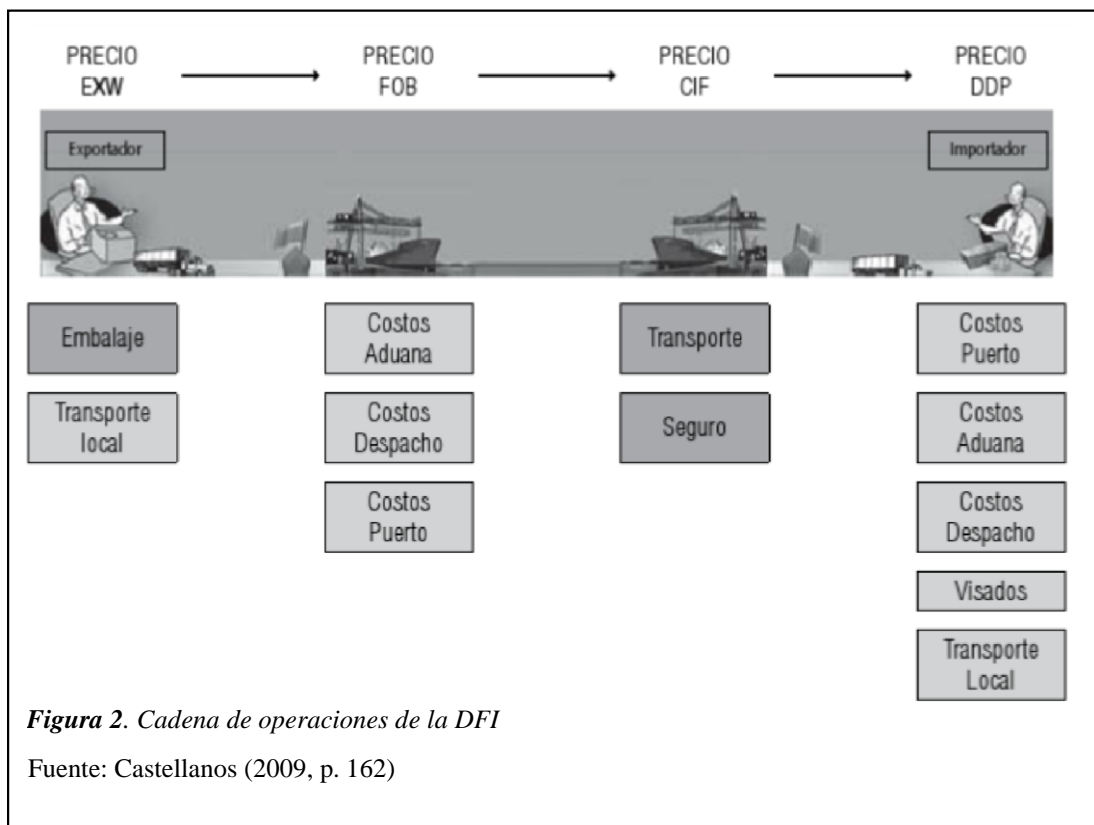 PRECIO
EXW
PRECIO
FOB
PRECIO
CIF
PRECIO
DDP
Exportador
Importador
Embalaje
Transporte
local
Costos
Aduana
Costos
Despacho
Costos
Puerto
Transporte
Seguro
Costos
Puerto
Costos
Aduana
Costos
Despacho
Visados
Transporte
Local
Figura 2. Cadena de operaciones de la DFI
Fuente: Castellanos (2009, p. 162)